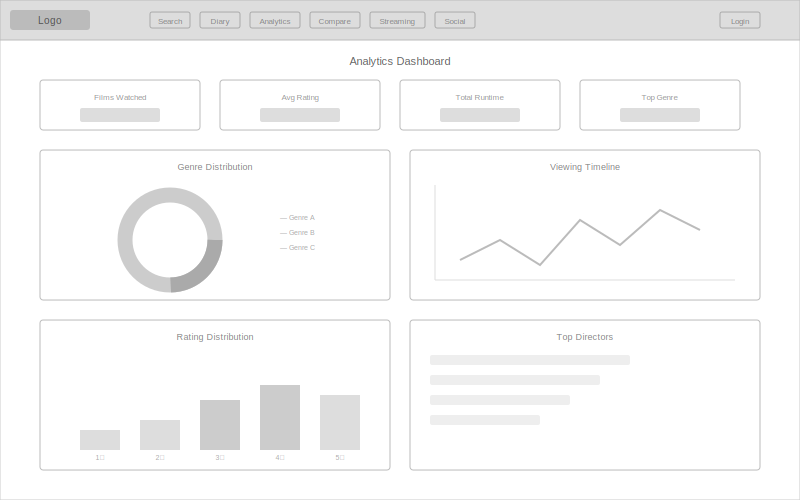 Logo
Search
Diary
Analytics
Compare
Streaming
Social
Login
Analytics Dashboard
Films Watched
Avg Rating
Total Runtime
Top Genre
Genre Distribution
— Genre A
— Genre B
— Genre C
Viewing Timeline
Rating Distribution
1□
2□
3□
4□
5□
Top Directors